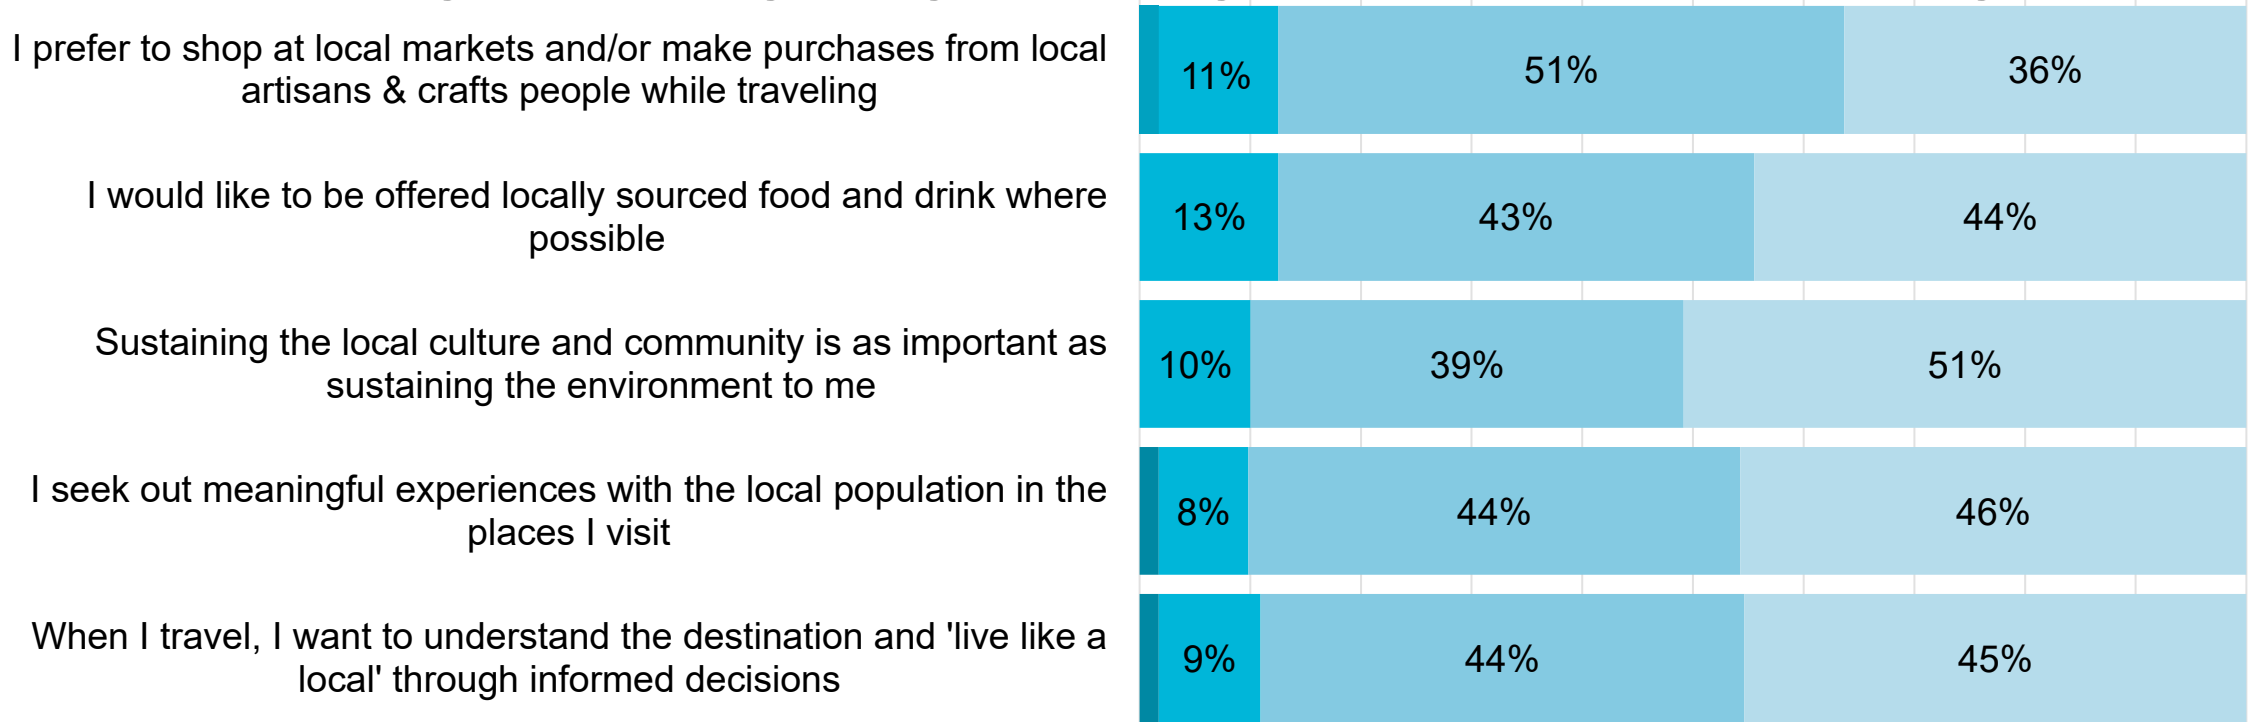 I prefer to shop at local markets and/or make purchases from local
artisans & crafts people while traveling
11%
51%
36%
I would like to be offered locally sourced food and drink where
possible
13%
43%
44%
Sustaining the local culture and community is as important as
sustaining the environment to me
10%
39%
51%
I seek out meaningful experiences with the local population in the
places I visit
8%
44%
46%
When I travel, I want to understand the destination and 'live like a
local' through informed decisions
9%
44%
45%